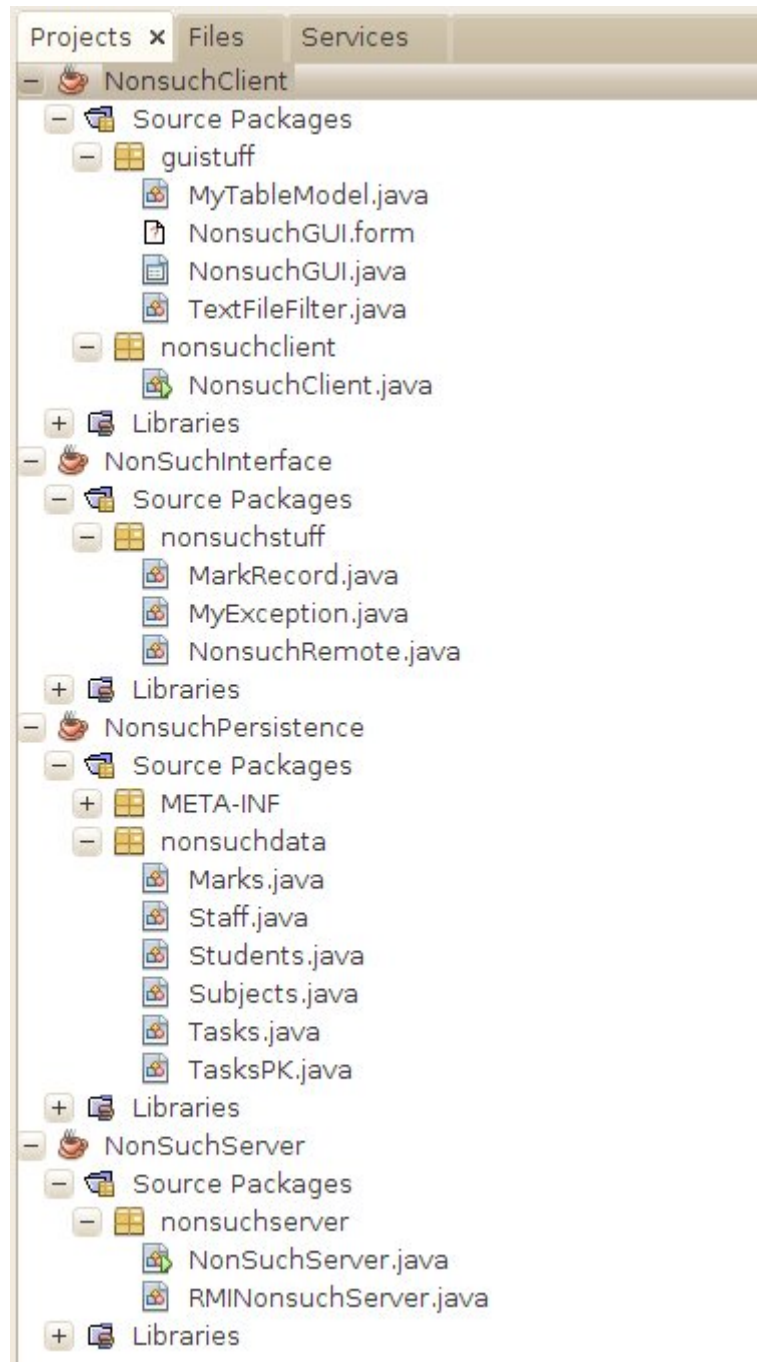 Projects Files Services
NonsuchClient
Source Packages
guistuff
MyTableModel.java
NonsuchGUI.form
NonsuchGUI.java
TextFileFilter.java
nonsuchclient
NonsuchClient.java
Libraries
NonSuchInterface
Source Packages
nonsuchstuff
MarkRecord.java
MyException.java
NonsuchRemote.java
Libraries
NonsuchPersistence
Source Packages
META-INF
nonsuchdata
Marks.java
Staff.java
Students.java
Subjects.java
Tasks.java
TasksPK.java
Libraries
NonSuchServer
Source Packages
nonsuchserver
NonSuchServer.java
RMINonsuchServer.java
Libraries